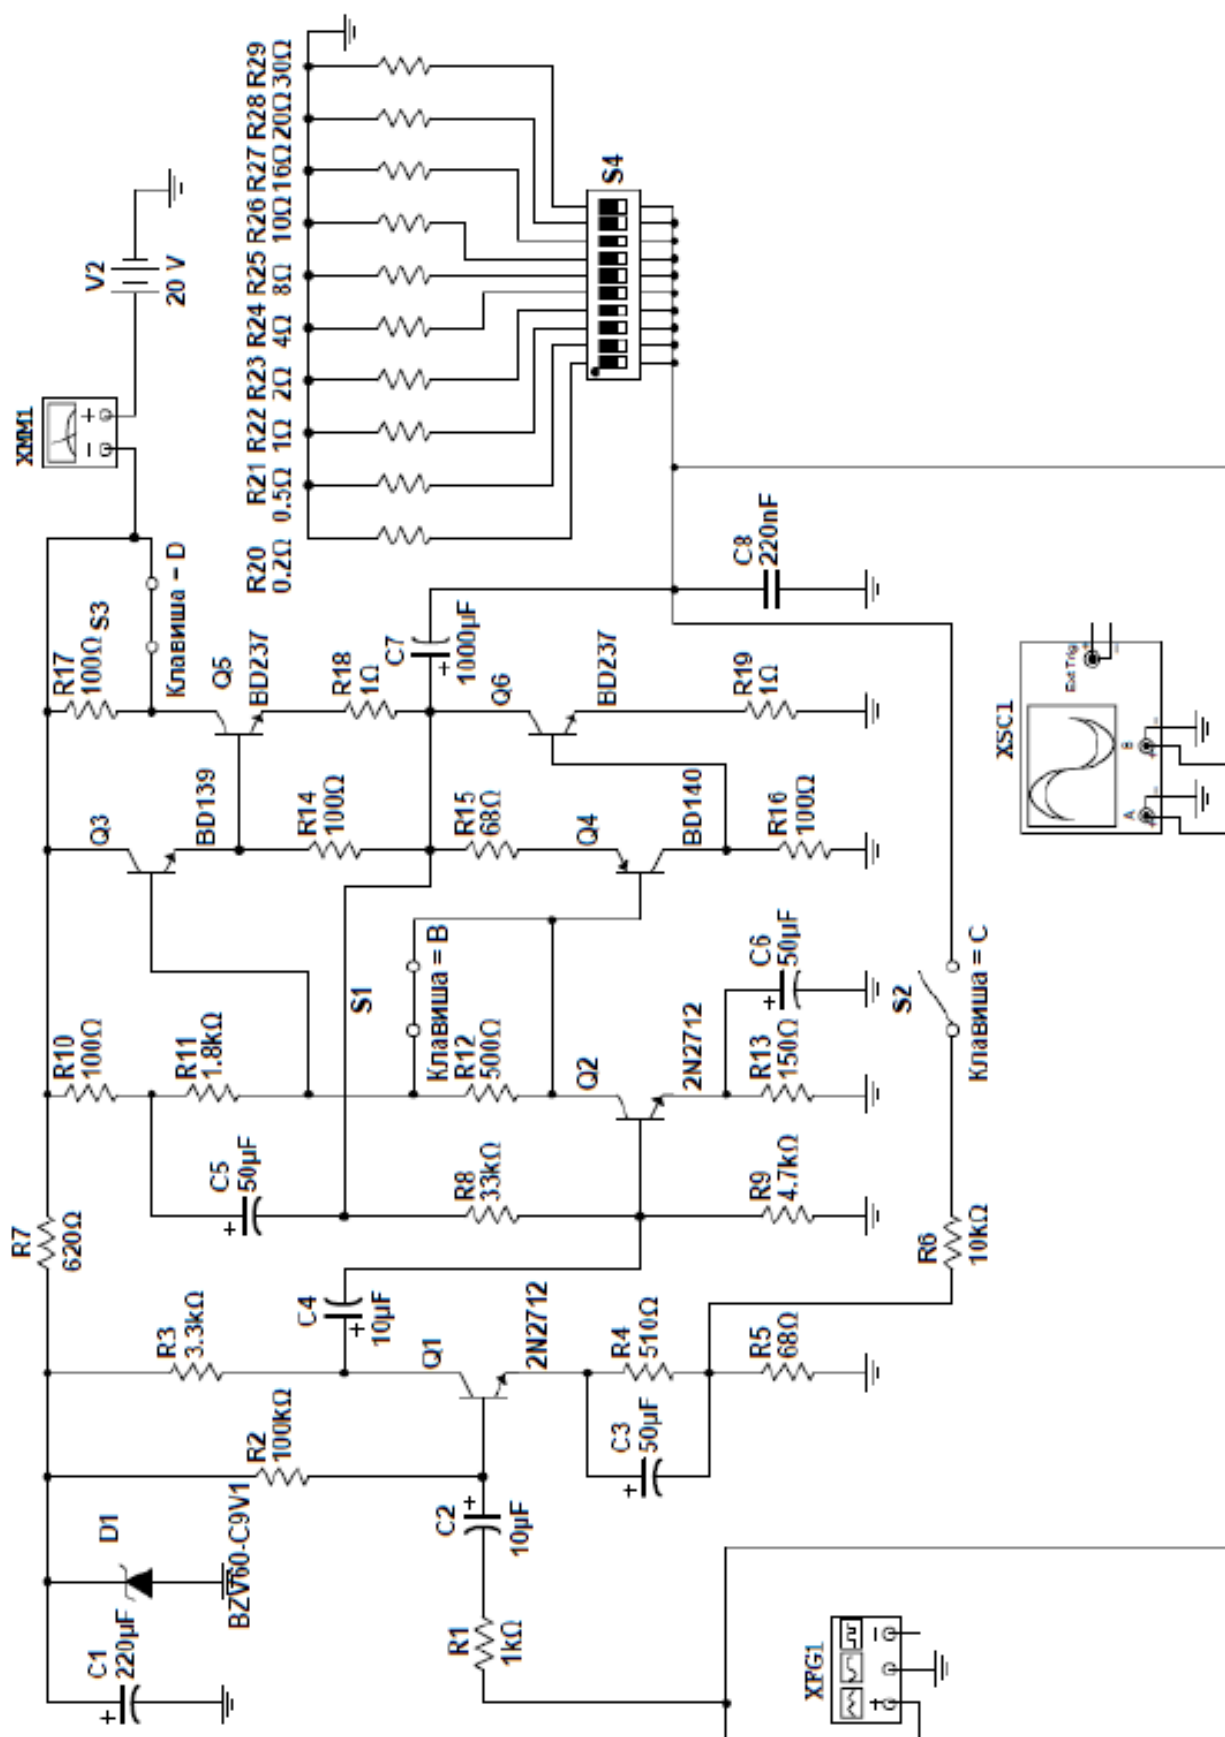 C1
220µF
D1
BZV60-C9V1
R1
1kΩ
C2
10µF
R2
100kΩ
R3
3.3kΩ
C4
10µF
Q1
2N2712
C3
50µF
R4
510Ω
R5
68Ω
R6
10kΩ
R7
620Ω
C5
50µF
R8
33kΩ
R9
4.7kΩ
R10
100Ω
R11
1.8kΩ
S1
Клавиша = B
R12
500Ω
Q2
2N2712
R13
150Ω
C6
50µF
S2
Клавиша = C
Q3
BD139
R14
100Ω
R15
68Ω
Q4
BD140
R16
100Ω
R17
100Ω
S3
Клавиша = D
Q5
BD237
R18
1Ω
C7
1000µF
Q6
BD237
R19
1Ω
C8
220nF
XMM1
V2
20 V
R20
0.2Ω
R21
0.5Ω
R22
1Ω
R23
2Ω
R24
4Ω
R25
8Ω
R26
10Ω
R27
16Ω
R28
20Ω
R29
30Ω
S4
XFG1
XSC1
Ext Trig
A
B